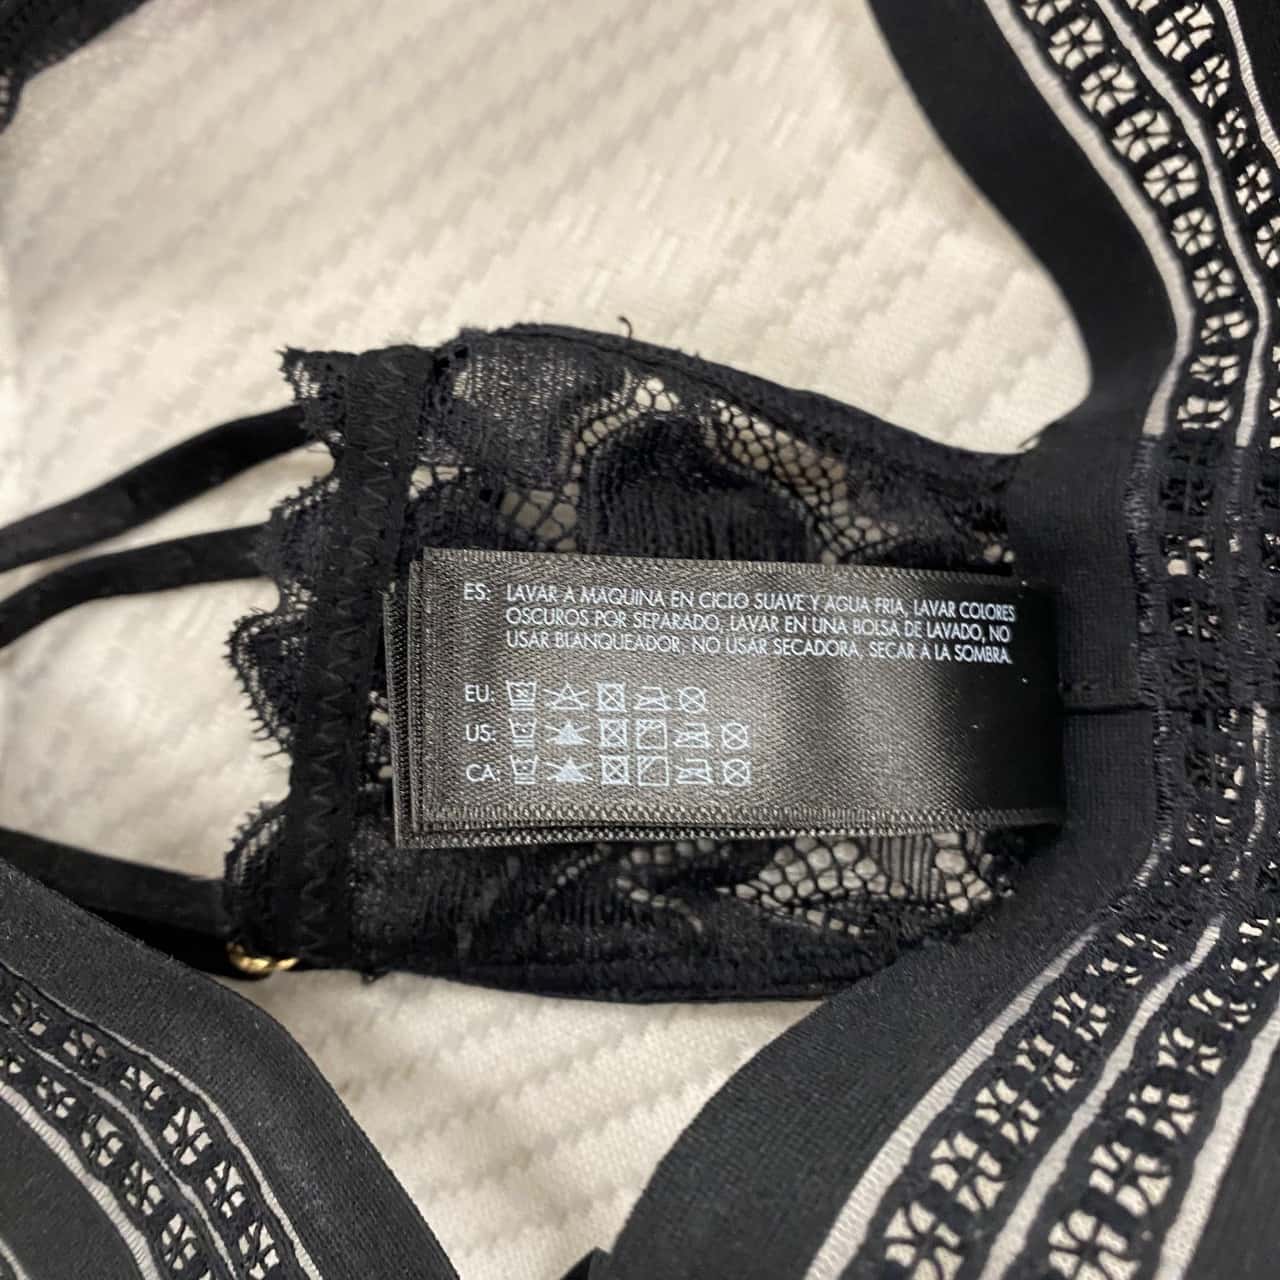 ES: LAVAR A MAQUINA EN CICLO SUAVE Y AGUA FRIA, LAVAR COLORES
OSCUROS POR SEPARADO, LAVAR EN UNA BOLSA DE LAVADO, NO
USAR BLANQUEADOR, NO USAR SECADORA, SECAR A LA SOMBRA.
EU:
US:
CA: